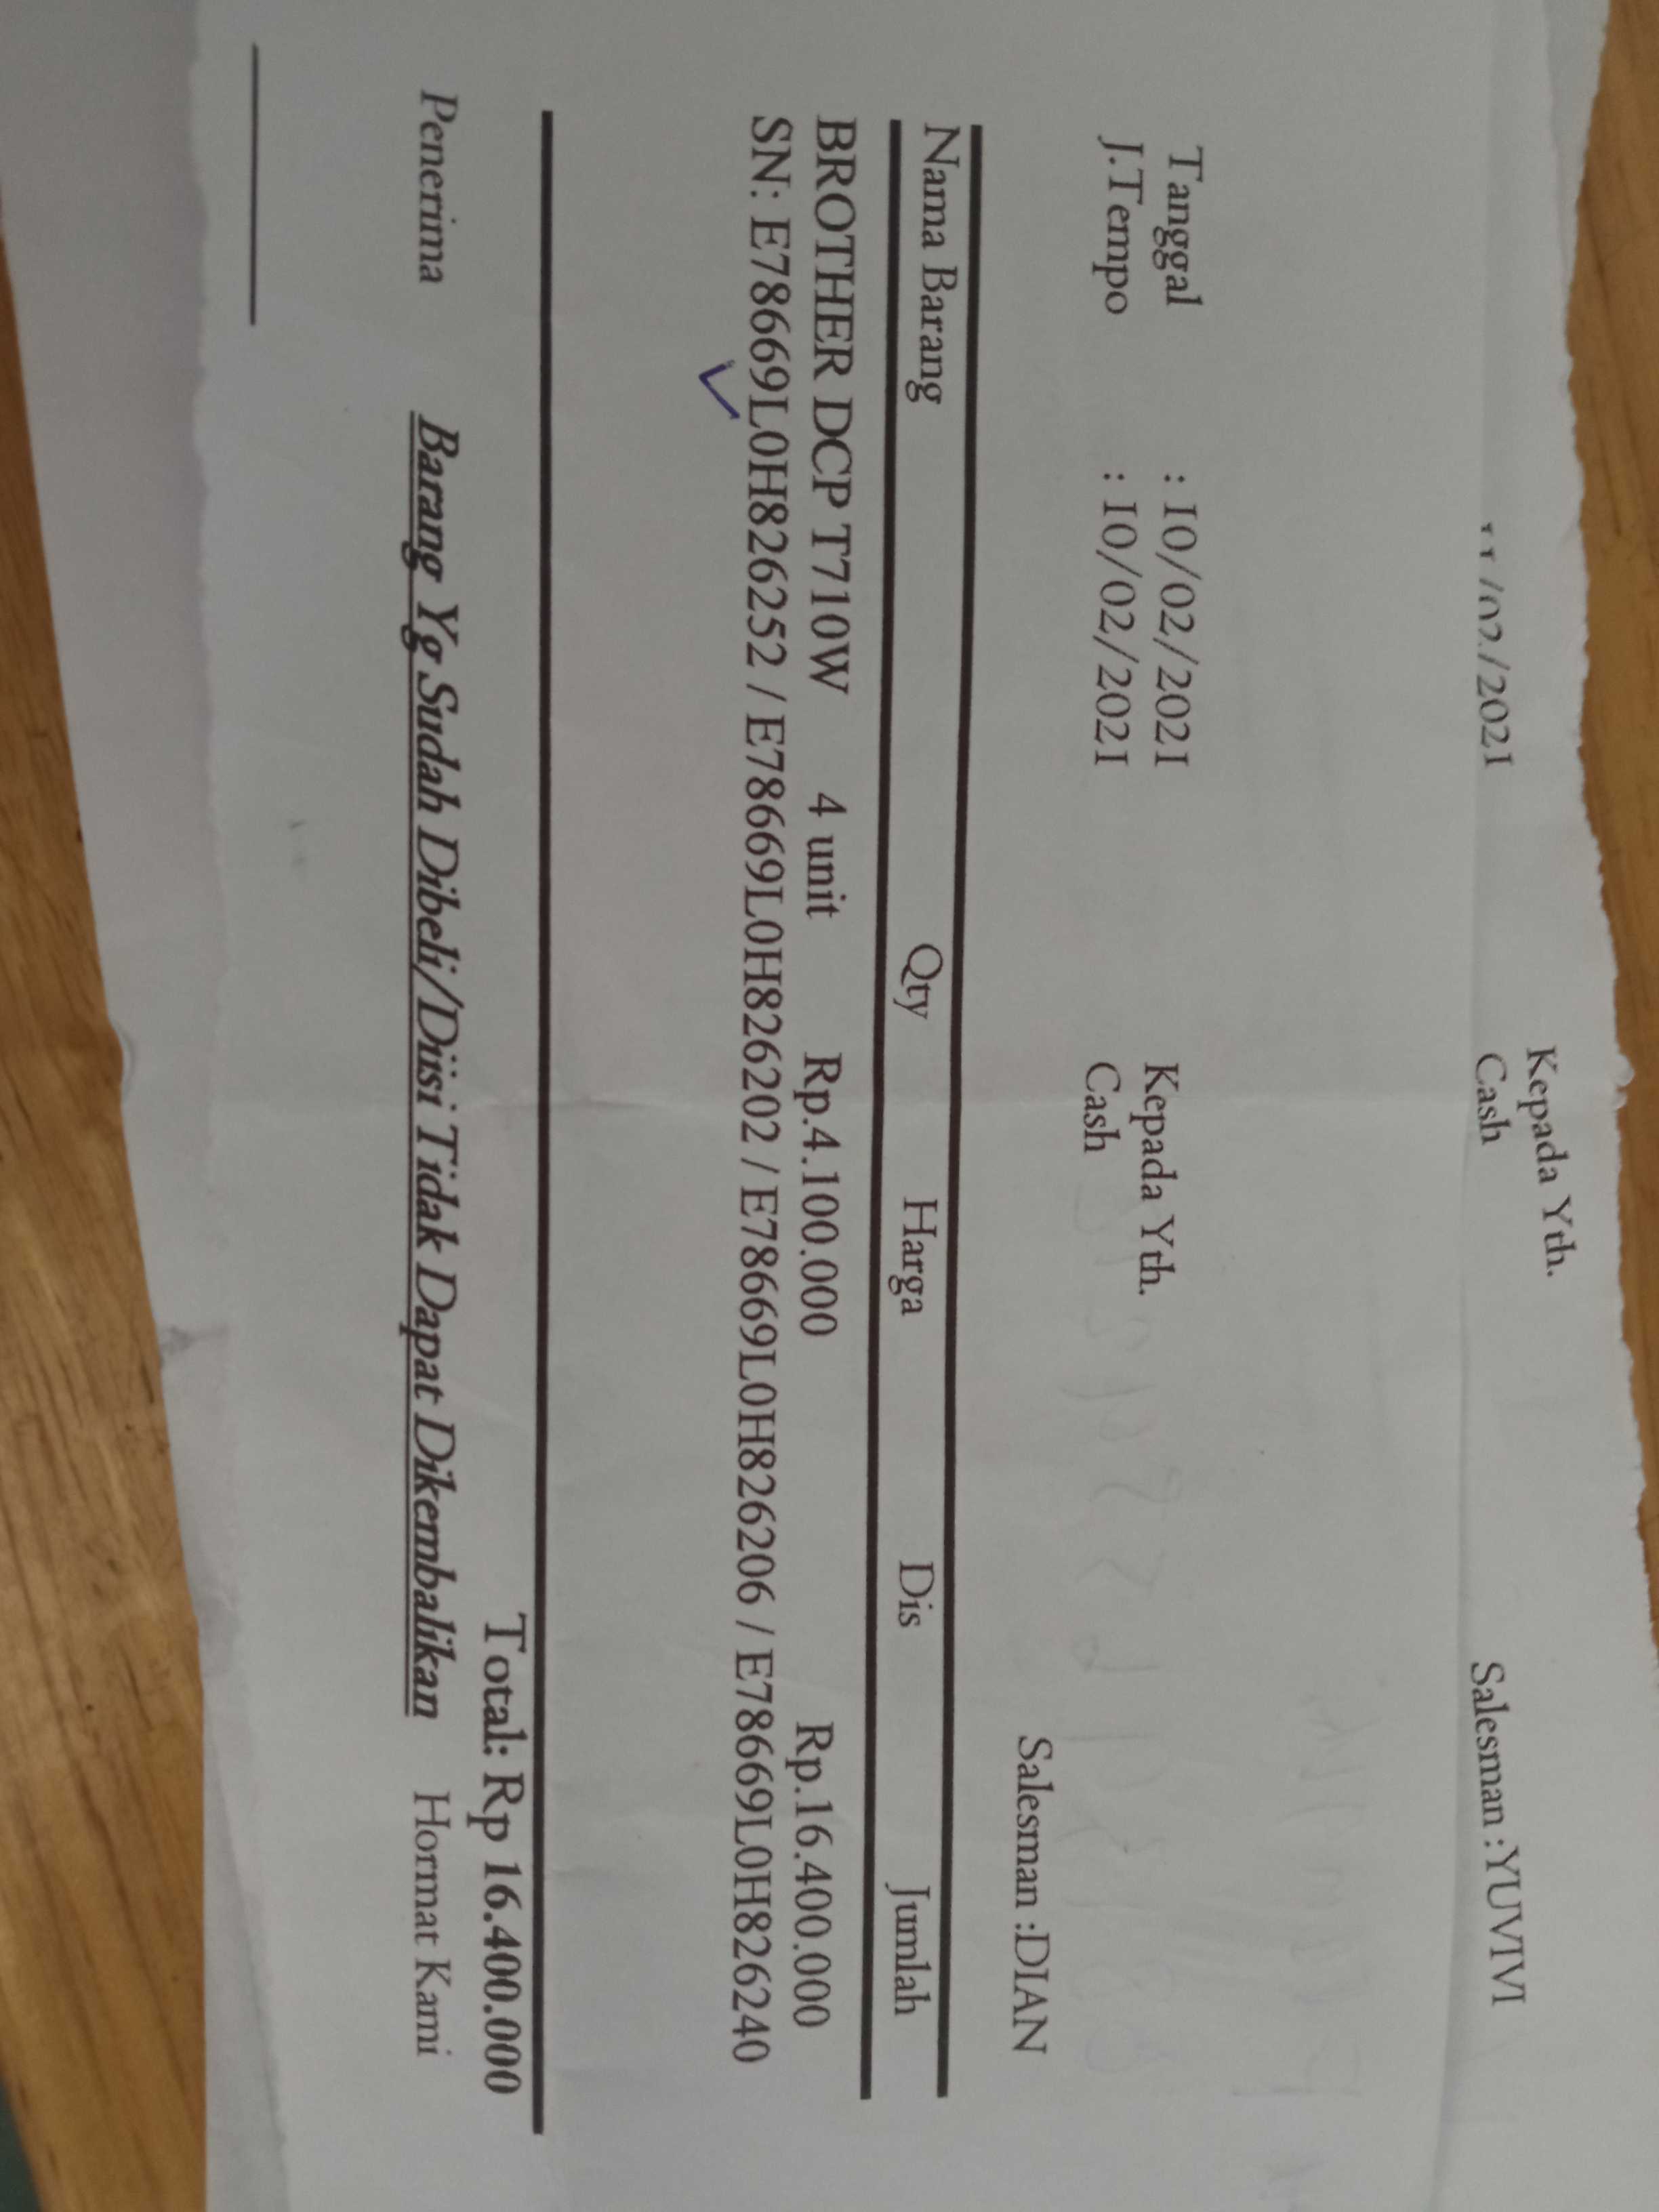 Kepada Yth.
/02/2021 Cash Salesman :YUVIVI
Tanggal : 10/02/2021 Kepada Yth.
J.Tempo : 10/02/2021 Cash
Salesman :DIAN
Nama Barang Qty Harga Dis Jumlah
BROTHER DCP T710W 4 unit Rp.4.100.000 Rp.16.400.000
SN: E78669L0H826252 / E78669L0H826202 / E78669L0H826206 / E78669L0H826240
Total: Rp 16.400.000
Penerima Barang Yg Sudah Dibeli/Diisi Tidak Dapat Dikembalikan Hormat Kami